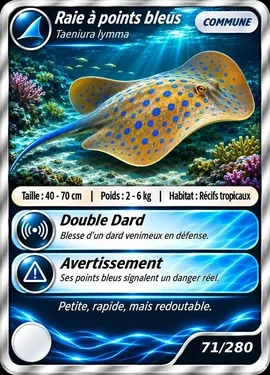 Raie à points bleus
Taeniura lymma
COMMUNE
Taille : 40 - 70 cm | Poids : 2 - 6 kg | Habitat : Récifs tropicaux
Double Dard
Blesse d'un dard venimeux en défense.
Avertissement
Ses points bleus signalent un danger réel.
Petite, rapide, mais redoutable.
71/280